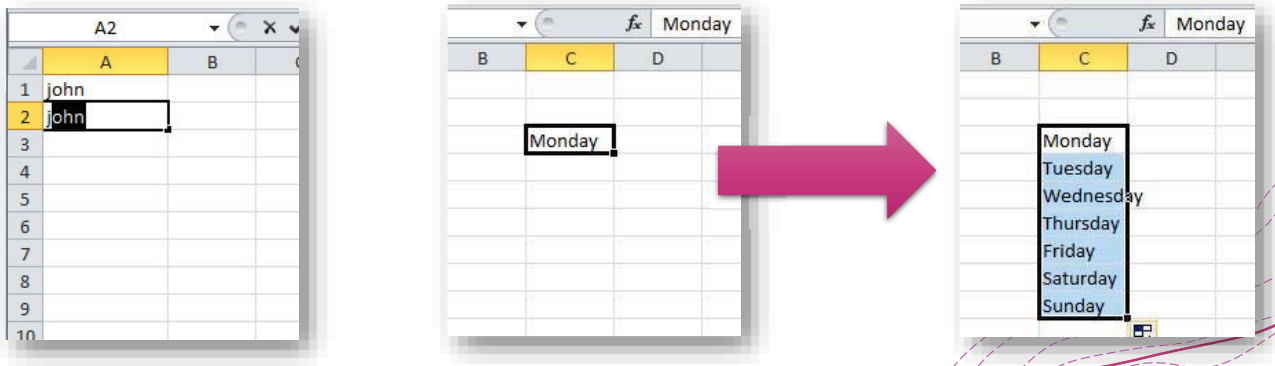 A2
A B
1 john
2 john
3
4
5
6
7
8
9
10
fx Monday
B C D
Monday
fx Monday
B C D
Monday
Tuesday
Wednesday
Thursday
Friday
Saturday
Sunday